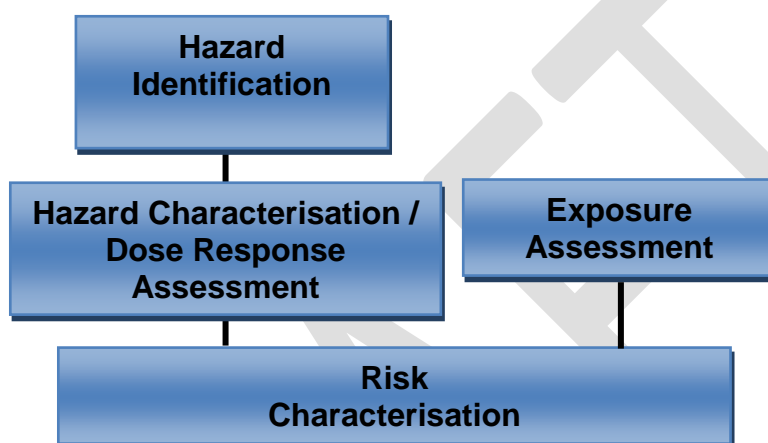 Hazard
Identification
Hazard Characterisation /
Dose Response
Assessment
Exposure
Assessment
Risk
Characterisation